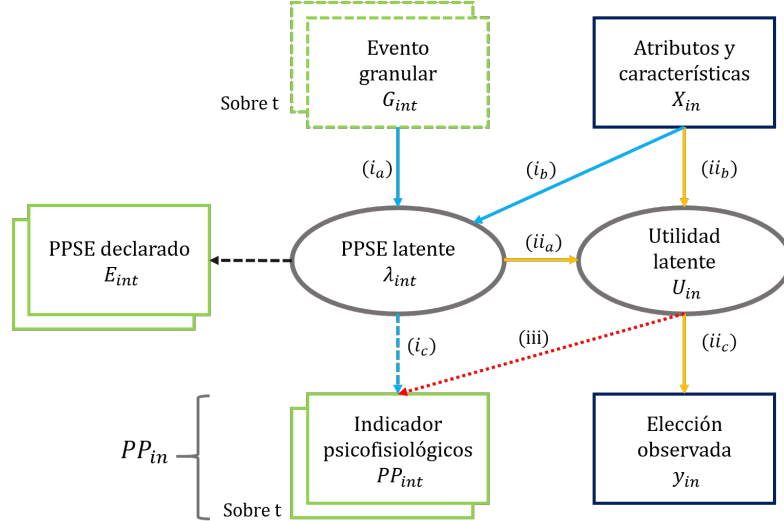 Evento
granular
G_int
Sobre t
Atributos y
características
X_in
(i_a)
(i_b)
(ii_b)
PPSE declarado
E_int
PPSE latente
λ_int
(ii_a)
Utilidad
latente
U_in
(i_c)
(iii)
(ii_c)
PP_in
Indicador
psicofisiológicos
PP_int
Sobre t
Elección
observada
y_in